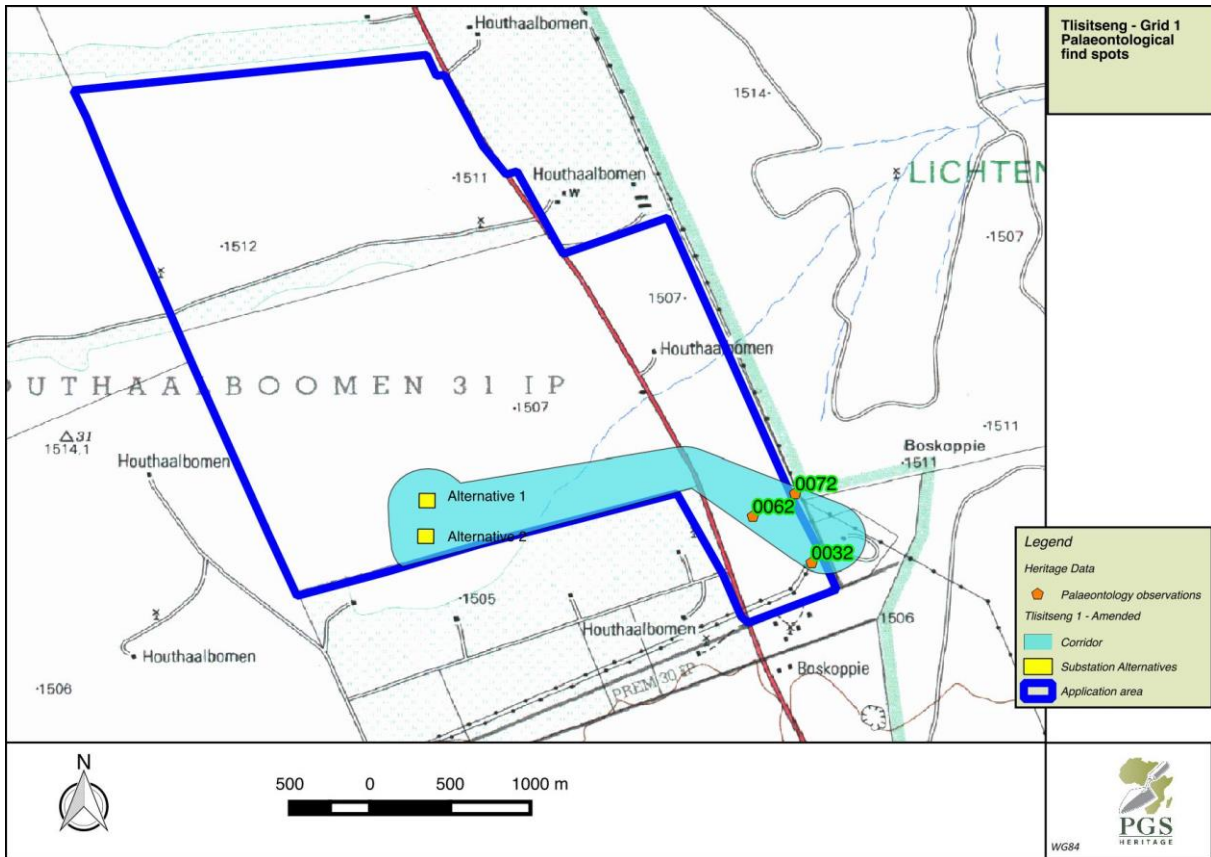 Tlisitseng - Grid 1
Palaeontological
find spots
Houthaalbomen
1514
LICHTEN
1511
Houthaalbomen
W
1512
1507
1507
Houthaalbomen
OUTHAALBOOMEN 31 IP
1507
31
1514,1
Houthaalbomen
1511
Boskoppie
1511
Alternative 1
Alternative 2
0072
0062
0032
1505
Houthaalbomen
1506
Houthaalbomen
1506
PREM 30 IP
Boskoppie
Legend
Heritage Data
Palaeontology observations
Tlisitseng 1 - Amended
Corridor
Substation Alternatives
Application area
N
500 0 500 1000 m
PGS
HERITAGE
WG84